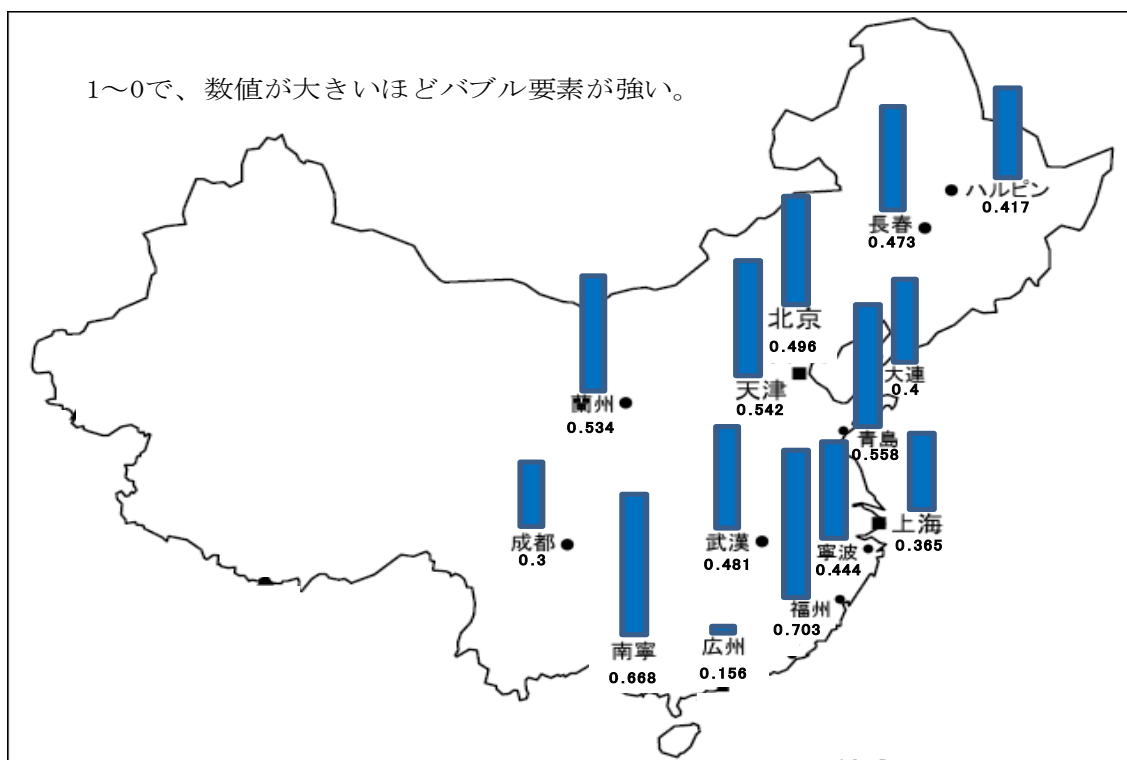 1～0で、数値が大きいほどバブル要素が強い。
ハルピン
0.417
長春
0.473
北京
0.496
大連
0.4
天津
0.542
蘭州
0.534
青島
0.558
上海
0.365
成都
0.3
武漢
0.481
寧波
0.444
福州
0.703
南寧
0.668
広州
0.156